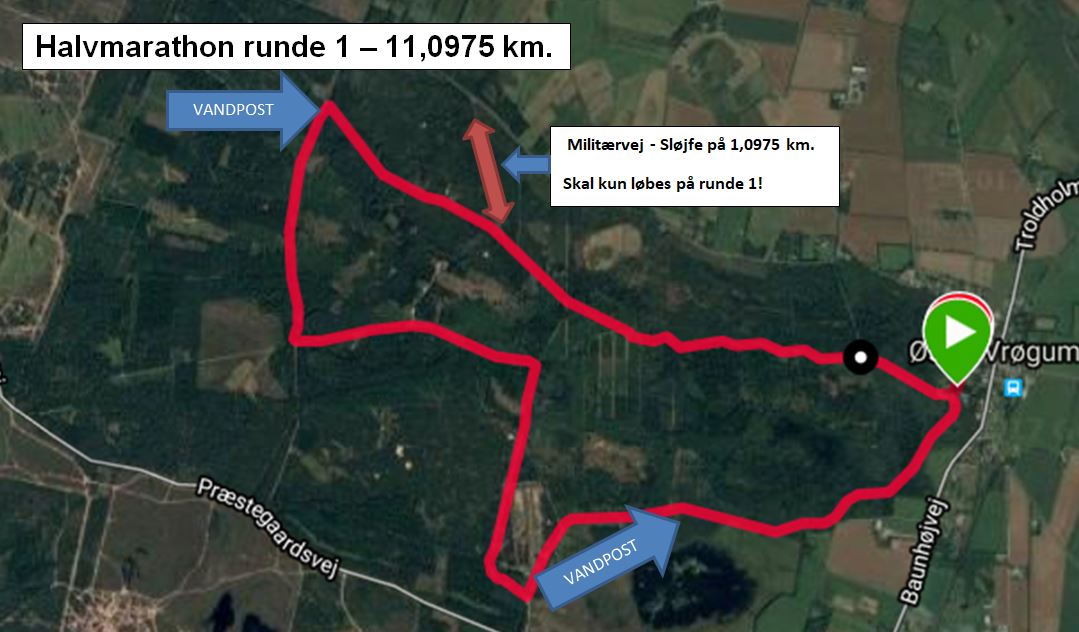 Halvmarathon runde 1 – 11,0975 km.
VANDPOST
Militærvej - Sløjfe på 1,0975 km.
Skal kun løbes på runde 1!
Troldholm
Vrøgum
Præstegaardsvej
VANDPOST
Baunhøjvej